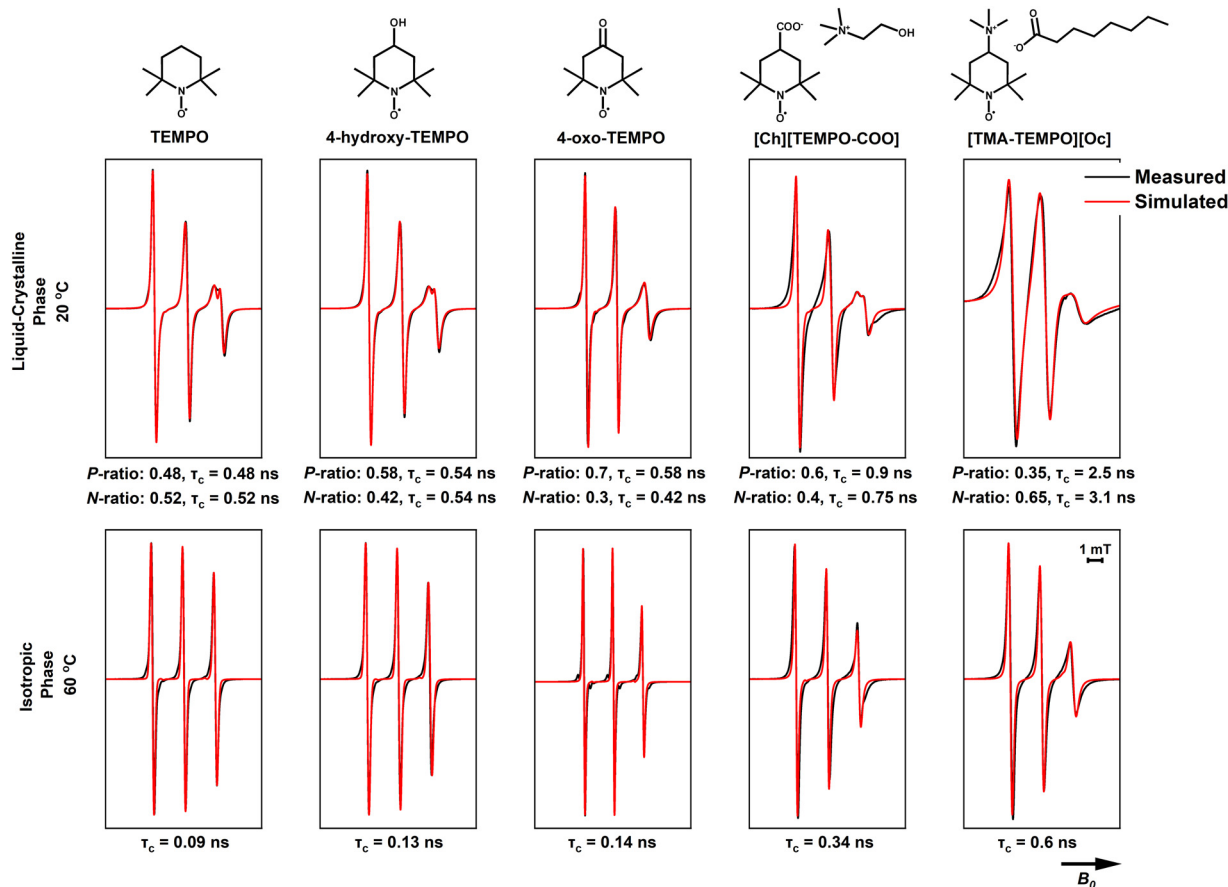 OH
O
COO⁻
N⁺
OH
N⁺
O
⁻O
N
O•
N
O•
N
O•
N
O•
N
O•
TEMPO
4-hydroxy-TEMPO
4-oxo-TEMPO
[Ch][TEMPO-COO]
[TMA-TEMPO][Oc]
Measured
Simulated
Liquid-Crystalline
Phase
20 °C
P-ratio: 0.48, τc = 0.48 ns
N-ratio: 0.52, τc = 0.52 ns
P-ratio: 0.58, τc = 0.54 ns
N-ratio: 0.42, τc = 0.54 ns
P-ratio: 0.7, τc = 0.58 ns
N-ratio: 0.3, τc = 0.42 ns
P-ratio: 0.6, τc = 0.9 ns
N-ratio: 0.4, τc = 0.75 ns
P-ratio: 0.35, τc = 2.5 ns
N-ratio: 0.65, τc = 3.1 ns
Isotropic
Phase
60 °C
1 mT
τc = 0.09 ns
τc = 0.13 ns
τc = 0.14 ns
τc = 0.34 ns
τc = 0.6 ns
B0